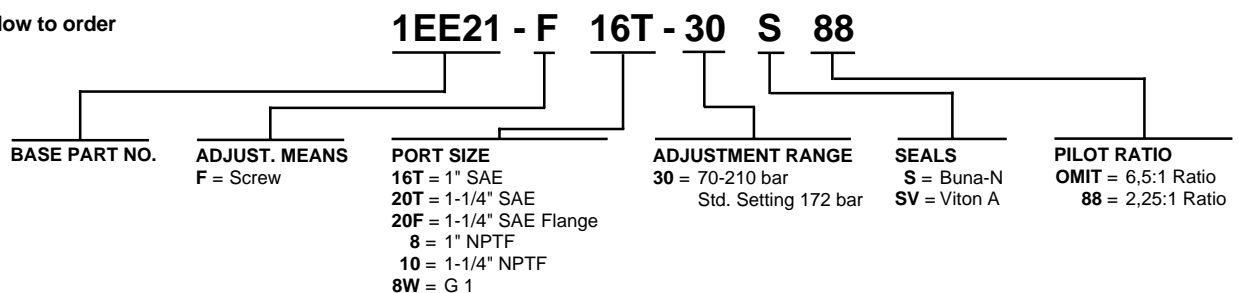 to order
1EE21 - F 16T - 30 S 88
BASE PART NO.
ADJUST. MEANS
F = Screw
PORT SIZE
16T = 1" SAE
20T = 1-1/4" SAE
20F = 1-1/4" SAE Flange
8 = 1" NPTF
10 = 1-1/4" NPTF
8W = G 1
ADJUSTMENT RANGE
30 = 70-210 bar
Std. Setting 172 bar
SEALS
S = Buna-N
SV = Viton A
PILOT RATIO
OMIT = 6,5:1 Ratio
88 = 2,25:1 Ratio